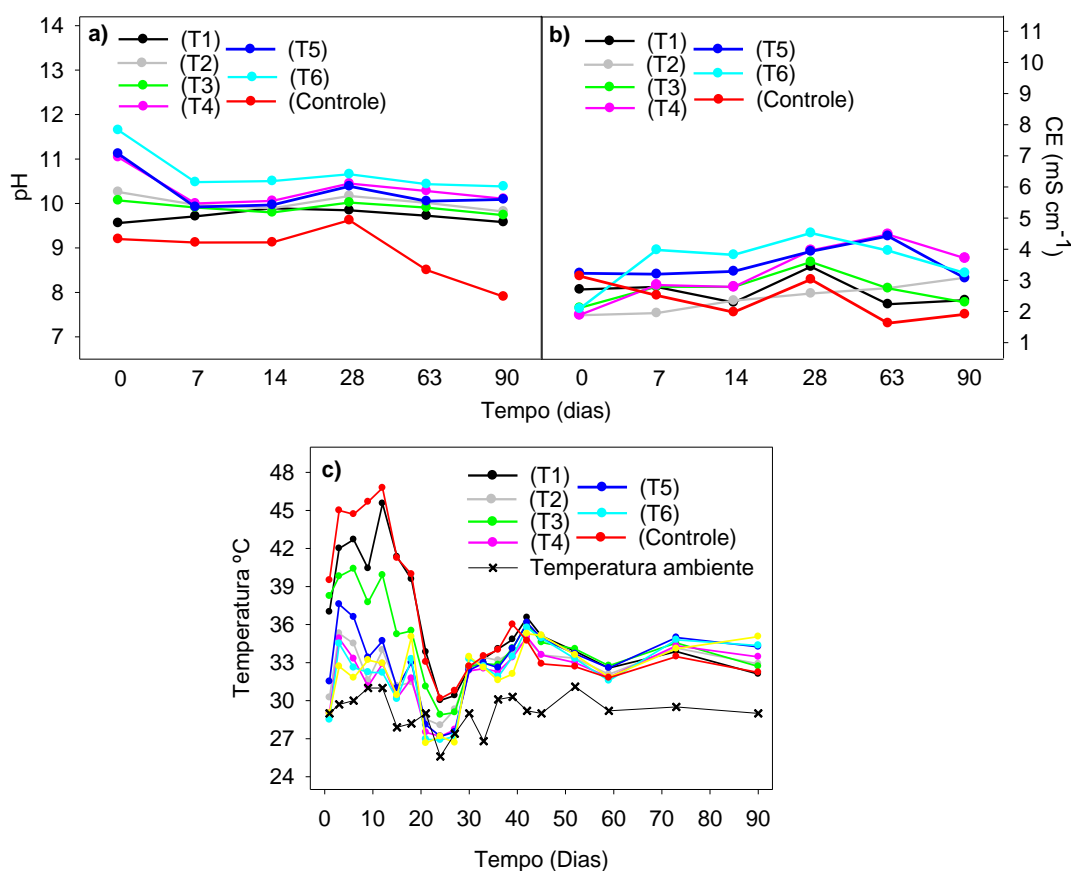 a)
(T1)
(T2)
(T3)
(T4)
(T5)
(T6)
(Controle)
14
13
12
11
10
9
8
7
pH
0 7 14 28 63 90
b)
(T1)
(T2)
(T3)
(T4)
(T5)
(T6)
(Controle)
11
10
9
8
7
6
5
4
3
2
1
CE (mS cm-1)
0 7 14 28 63 90
Tempo (dias)
c)
(T1)
(T2)
(T3)
(T4)
(T5)
(T6)
(Controle)
Temperatura ambiente
48
45
42
39
36
33
30
27
24
Temperatura ºC
0 10 20 30 40 50 60 70 80 90
Tempo (Dias)